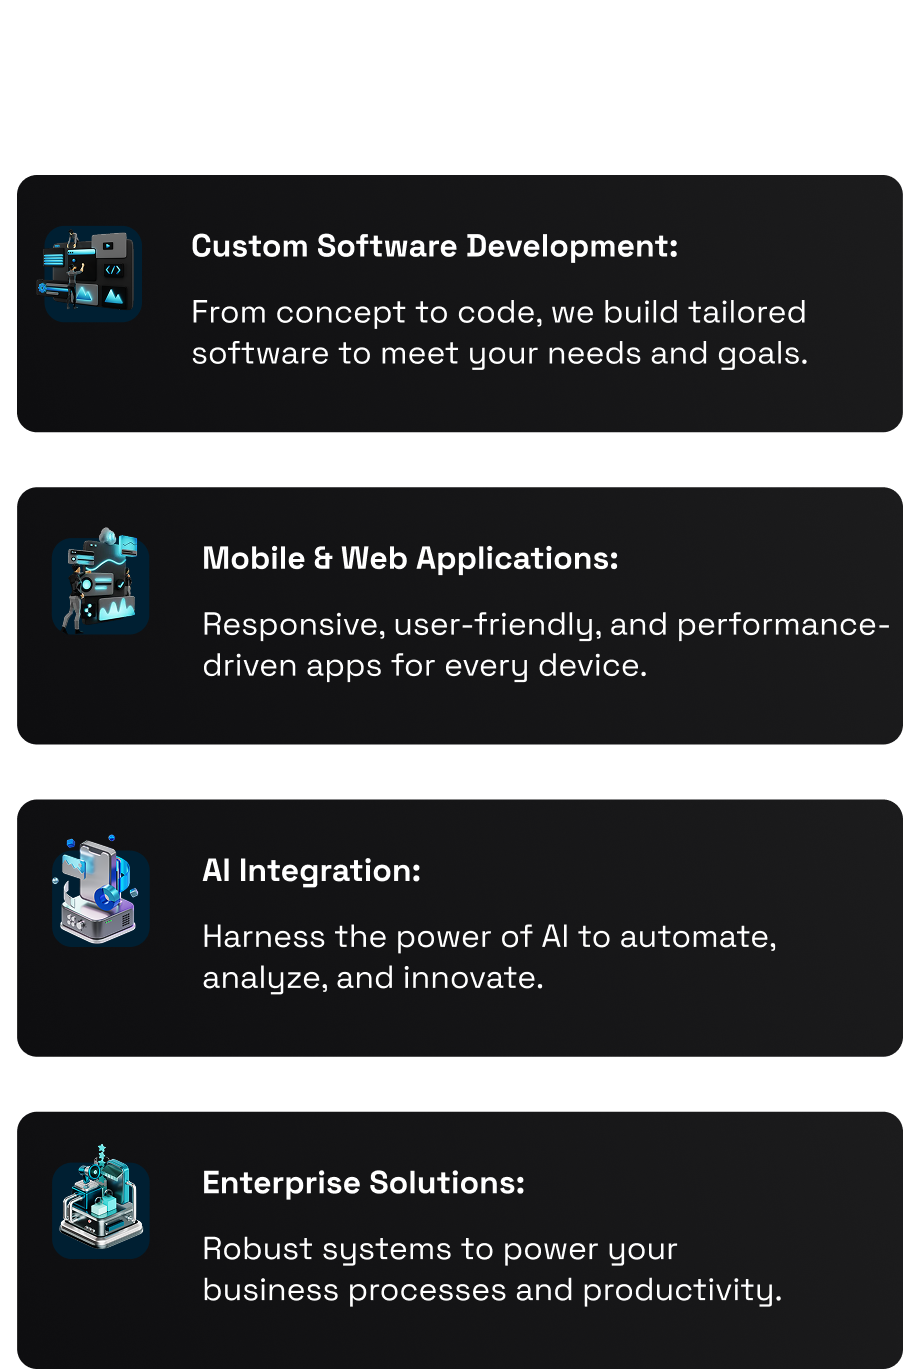 Custom Software Development:
From concept to code, we build tailored
software to meet your needs and goals.
Mobile & Web Applications:
Responsive, user-friendly, and performance-
driven apps for every device.
AI Integration:
Harness the power of AI to automate,
analyze, and innovate.
Enterprise Solutions:
Robust systems to power your
business processes and productivity.